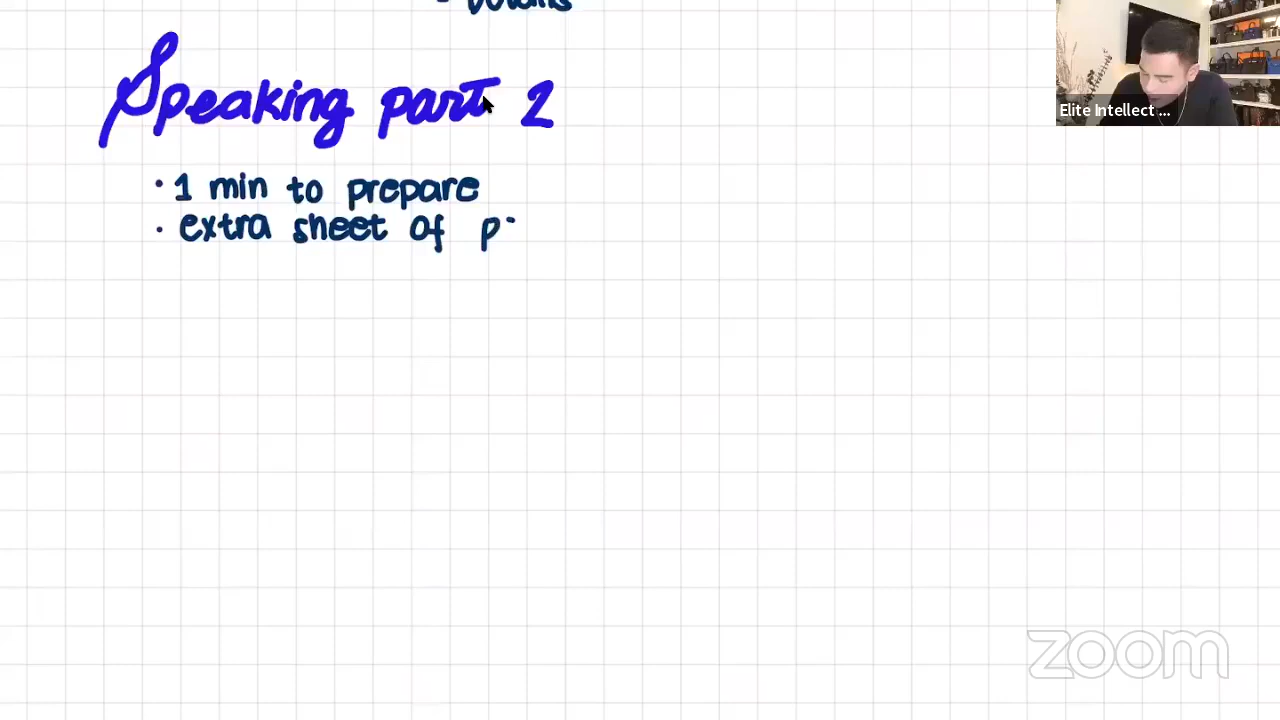 Elite Intellect ...
Speaking part 2
· 1 min to prepare
· extra sheet of p
zoom